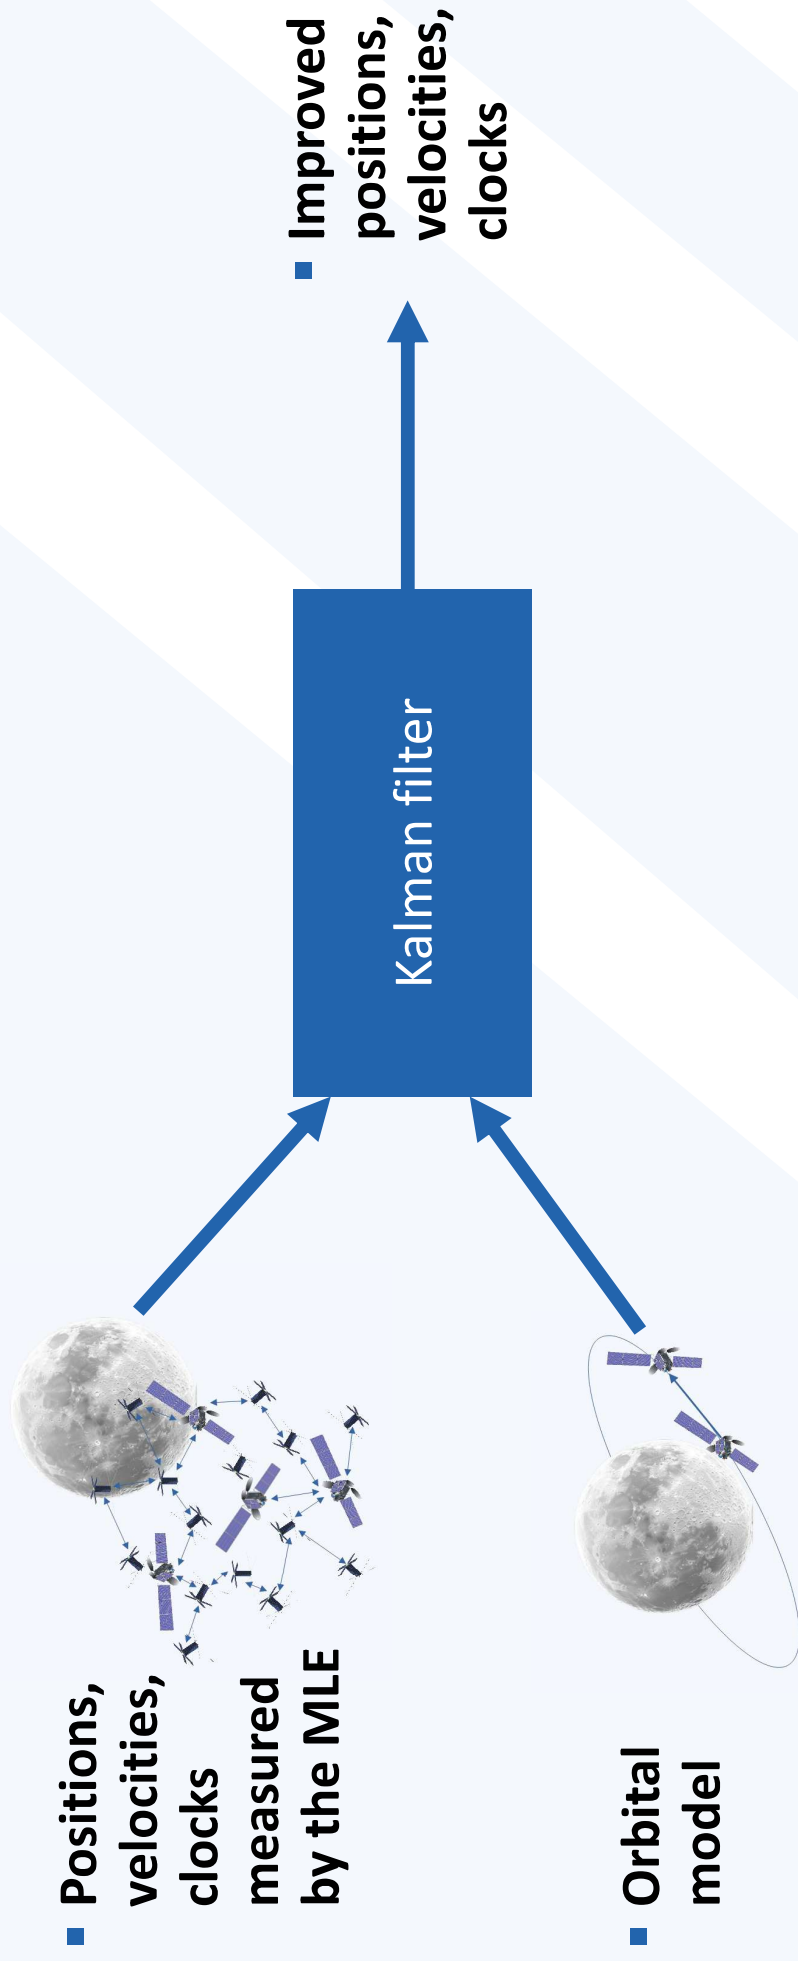 Positions,
velocities,
clocks
measured
by the MLE
Orbital
model
Kalman filter
Improved
positions,
velocities,
clocks